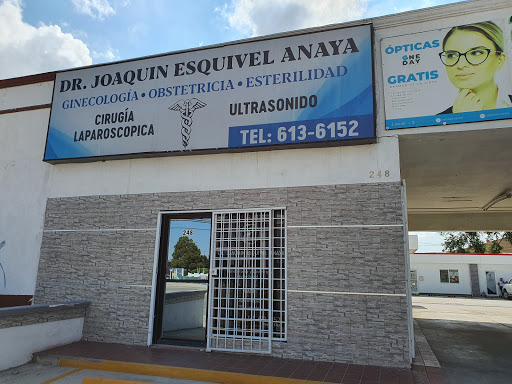 DR. JOAQUIN ESQUIVEL ANAYA
GINECOLOGÍA • OBSTETRICIA • ESTERILIDAD
CIRUGÍA
LAPAROSCOPICA
ULTRASONIDO
TEL: 613-6152
ÓPTICAS
ONE
DAY
GRATIS
248
248